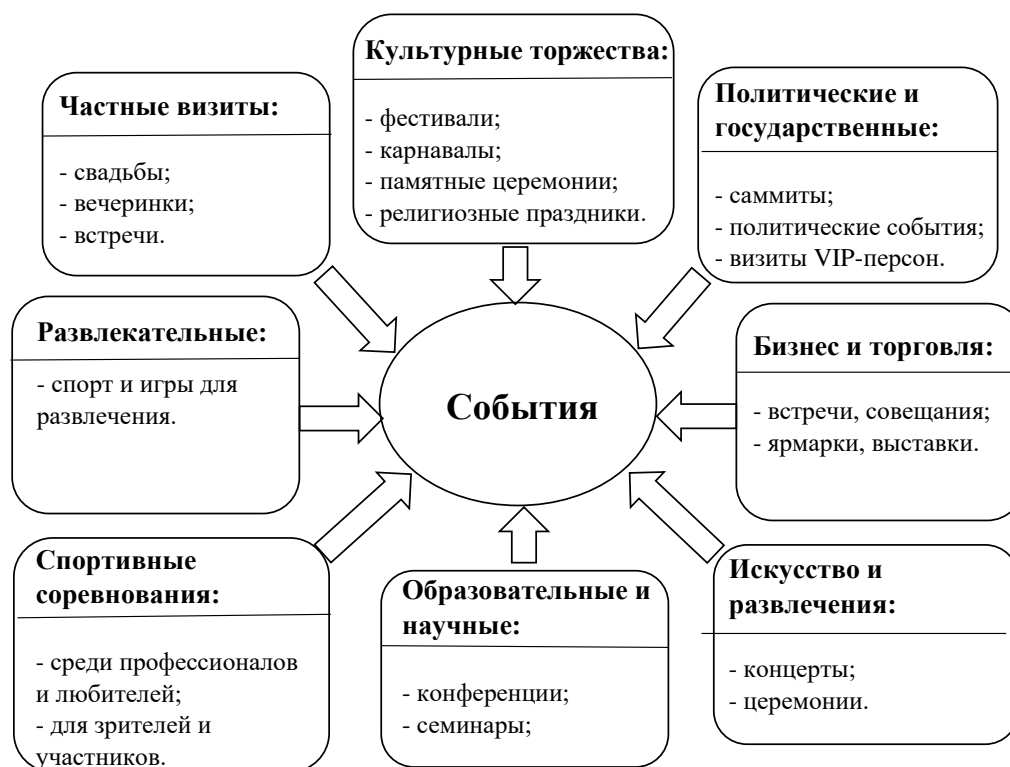 Культурные торжества:
- фестивали;
- карнавалы;
- памятные церемонии;
- религиозные праздники.
Частные визиты:
- свадьбы;
- вечеринки;
- встречи.
Политические и
государственные:
- саммиты;
- политические события;
- визиты VIP-персон.
Развлекательные:
- спорт и игры для
развлечения.
События
Бизнес и торговля:
- встречи, совещания;
- ярмарки, выставки.
Спортивные
соревнования:
- среди профессионалов
и любителей;
- для зрителей и
участников.
Образовательные и
научные:
- конференции;
- семинары;
Искусство и
развлечения:
- концерты;
- церемонии.